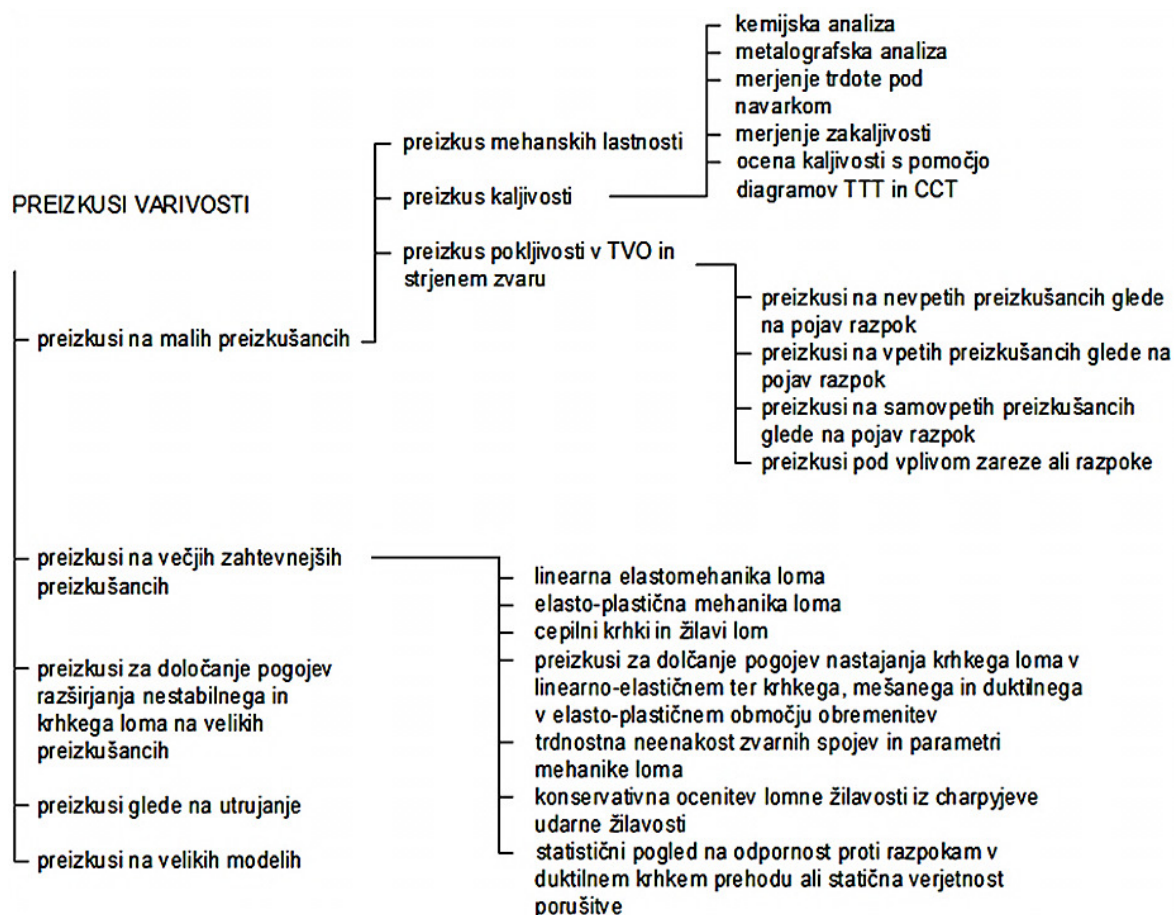 PREIZKUSI VARIVOSTI
preizkusi na malih preizkušancih
preizkus mehanskih lastnosti
preizkus kaljivosti
kemijska analiza
metalografska analiza
merjenje trdote pod
navarkom
merjenje zakaljivosti
ocena kaljivosti s pomočjo
diagramov TTT in CCT
preizkus pokljivosti v TVO in
strjenem zvaru
preizkusi na nevpetih preizkušancih glede
na pojav razpok
preizkusi na vpetih preizkušancih glede na
pojav razpok
preizkusi na samovpetih preizkušancih
glede na pojav razpok
preizkusi pod vplivom zareze ali razpoke
preizkusi na večjih zahtevnejših
preizkušancih
linearna elastomehanika loma
elasto-plastična mehanika loma
cepilni krhki in žilavi lom
preizkusi za dolčanje pogojev nastajanja krhkega loma v
linearno-elastičnem ter krhkega, mešanega in duktilnega
v elasto-plastičnem območju obremenitev
trdnostna neenakost zvarnih spojev in parametri
mehanike loma
konservativna ocenitev lomne žilavosti iz charpyjeve
udarne žilavosti
statistični pogled na odpornost proti razpokam v
duktilnem krhkem prehodu ali statična verjetnost
porušitve
preizkusi za določanje pogojev
razširjanja nestabilnega in
krhkega loma na velikih
preizkušancih
preizkusi glede na utrujanje
preizkusi na velikih modelih